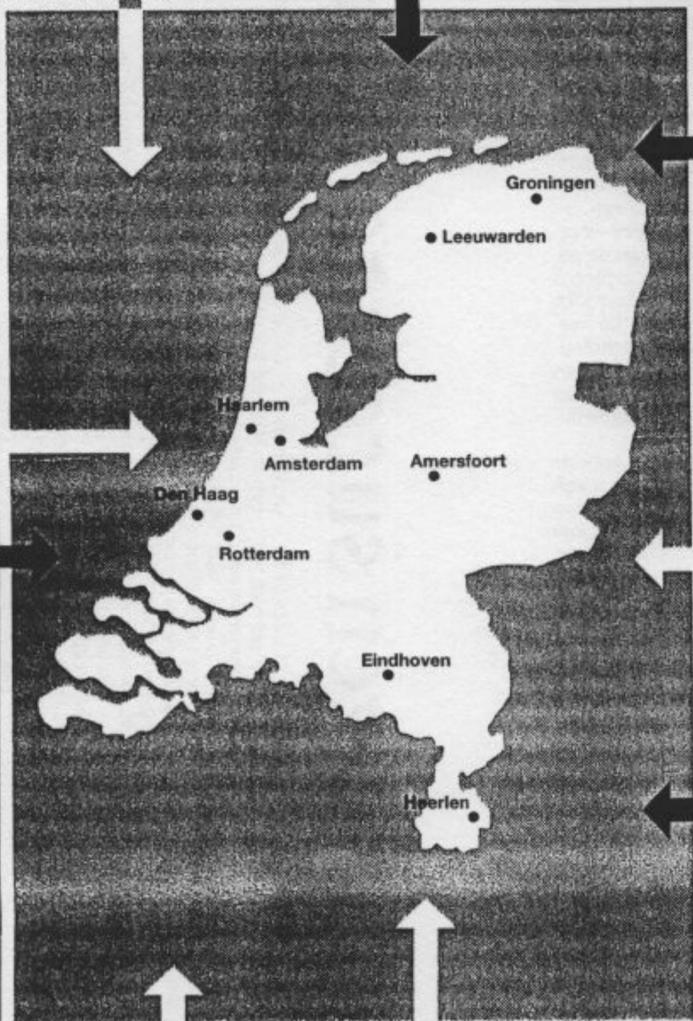 Groningen
Leeuwarden
Haarlem
Amsterdam
Amersfoort
Den Haag
Rotterdam
Eindhoven
Heerlen